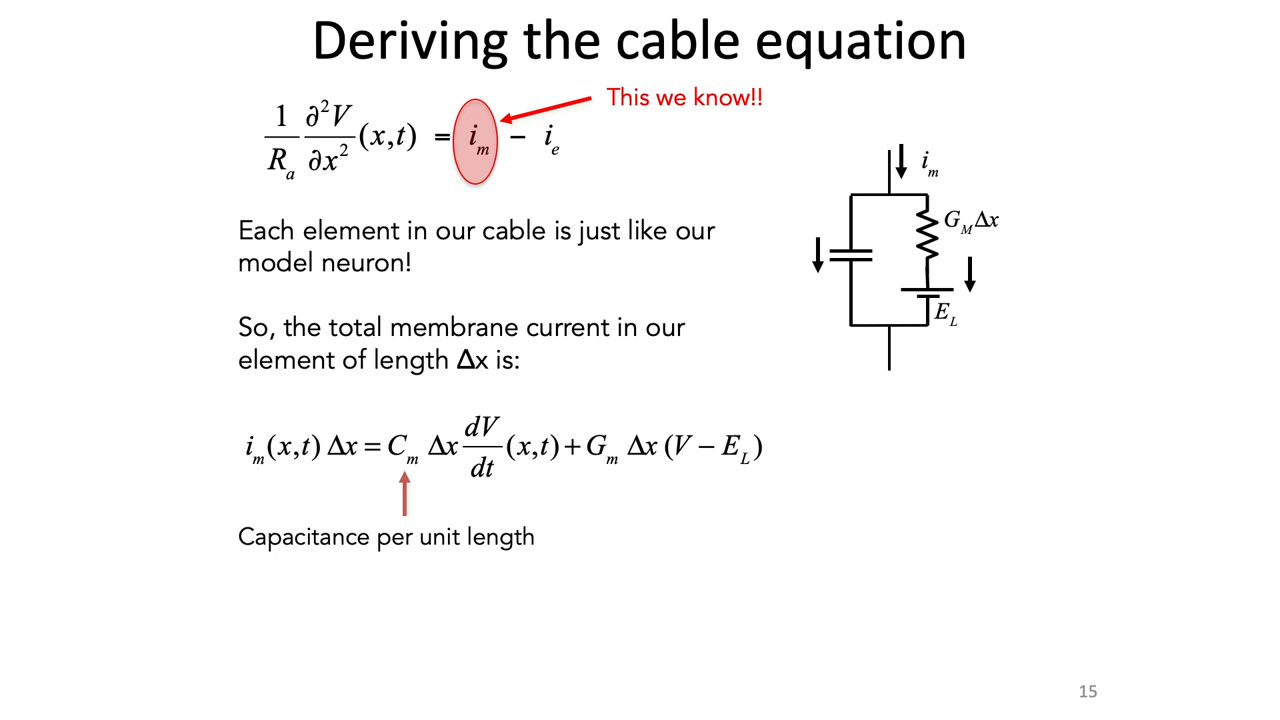 Deriving the cable equation
This we know!!
1/R_a ∂²V/∂x² (x,t) = i_m − i_e
i_m
G_M Δx
E_L
Each element in our cable is just like our
model neuron!
So, the total membrane current in our
element of length Δx is:
i_m(x,t) Δx = C_m Δx dV/dt (x,t) + G_m Δx (V − E_L)
Capacitance per unit length
15